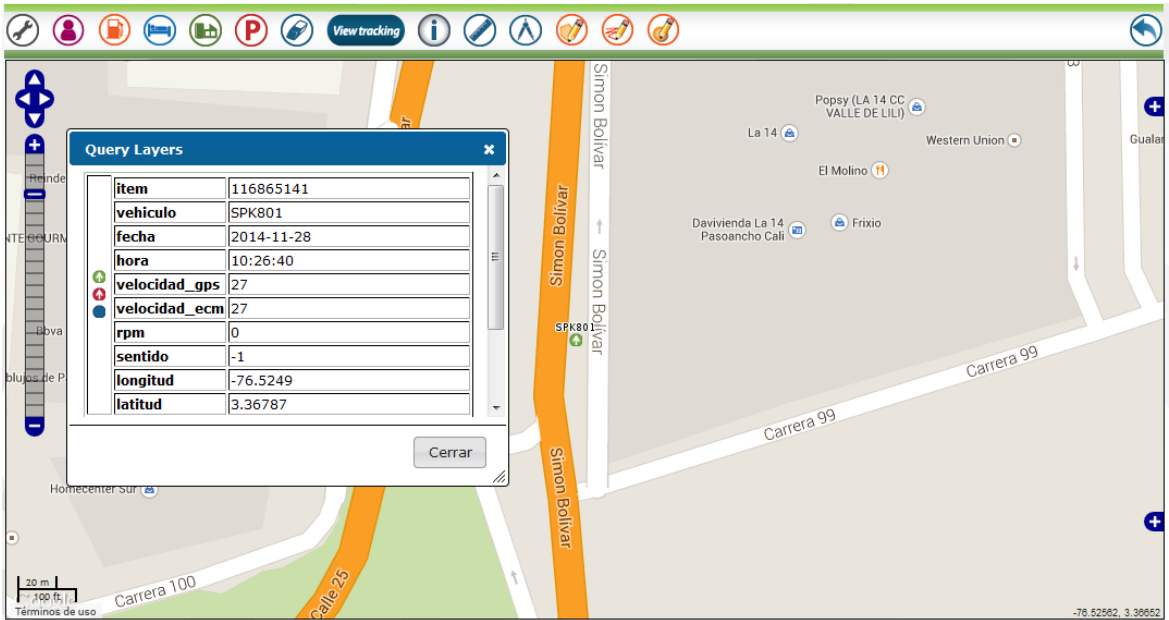 P
View tracking
i
Query Layers
item 116865141
vehiculo SPK801
fecha 2014-11-28
hora 10:26:40
velocidad_gps 27
velocidad_ecm 27
rpm 0
sentido -1
longitud -76.5249
latitud 3.36787
Cerrar
Simon Bolívar
Simon Bolívar
Simon Bolívar
Simon Bolívar
SPK801
Popsy (LA 14 CC
VALLE DE LILI)
La 14
Western Union
El Molino
Davivienda La 14
Pasoancho Cali
Frixio
Carrera 99
Carrera 99
Bbva
Homecenter Sur
Carrera 100
Calle 25
20 m
100 ft
Términos de uso
-76.52562, 3.36652